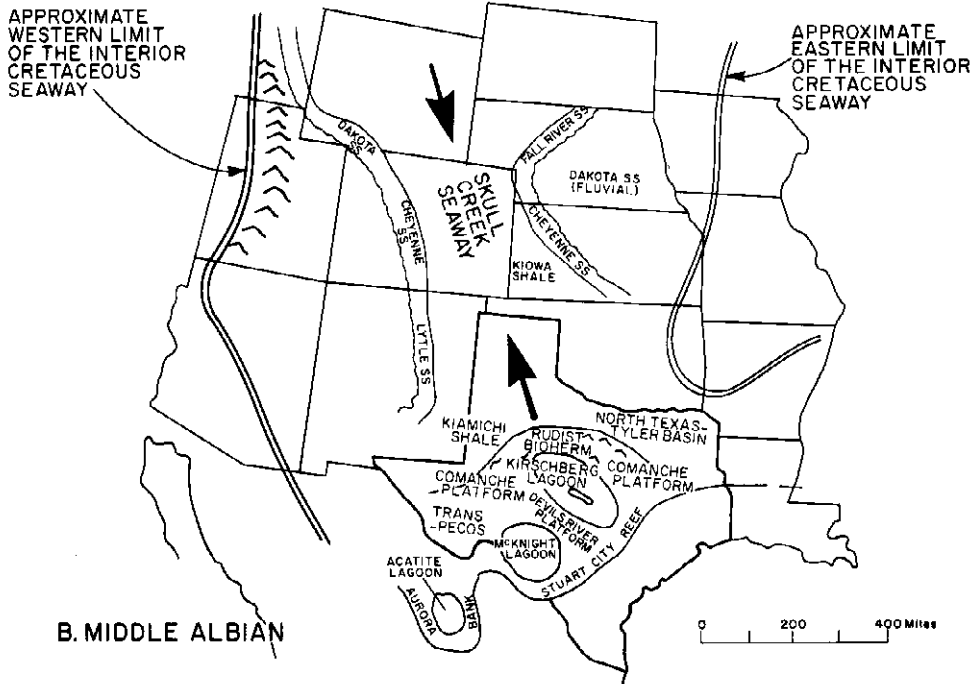 APPROXIMATE
WESTERN LIMIT
OF THE INTERIOR
CRETACEOUS
SEAWAY
APPROXIMATE
EASTERN LIMIT
OF THE INTERIOR
CRETACEOUS
SEAWAY
DAKOTA
SS
FALL RIVER SS
DAKOTA SS
(FLUVIAL)
SKULL
CREEK
SEAWAY
CHEYENNE
SS
CHEYENNE SS
KIOWA
SHALE
LYTLE SS
KIAMICHI
SHALE
RUDIST
BIOHERM
NORTH TEXAS-
TYLER BASIN
KIRSCHBERG
LAGOON
COMANCHE
PLATFORM
COMANCHE
PLATFORM
DEVILS RIVER
PLATFORM
TRANS
-PECOS
McKNIGHT
LAGOON
STUART CITY REEF
ACATITE
LAGOON
AURORA
BANK
B. MIDDLE ALBIAN
0 200 400 Miles